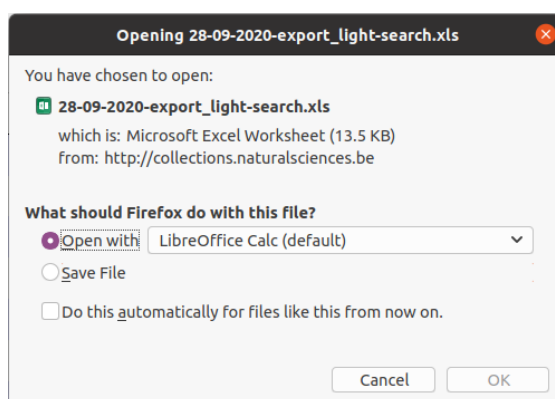 Opening 28-09-2020-export_light-search.xls
You have chosen to open:
28-09-2020-export_light-search.xls
which is: Microsoft Excel Worksheet (13.5 KB)
from: http://collections.naturalsciences.be
What should Firefox do with this file?
Open with LibreOffice Calc (default)
Save File
Do this automatically for files like this from now on.
Cancel OK